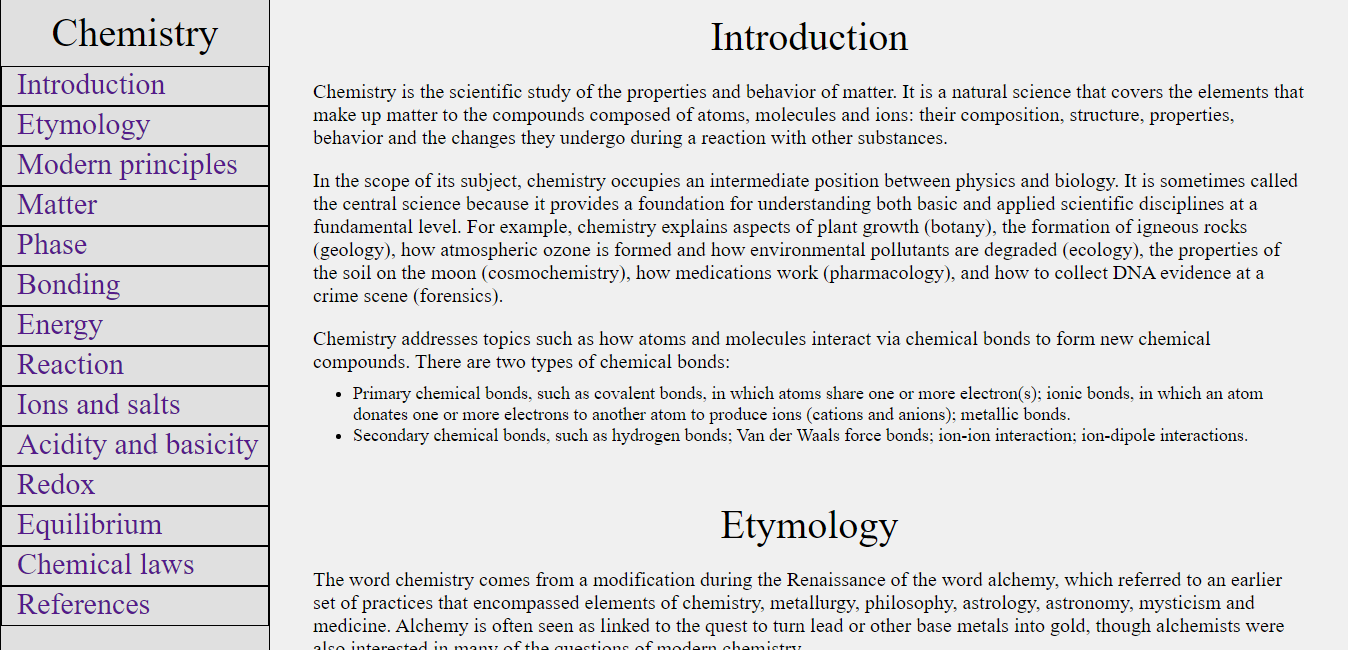 Chemistry
Introduction
Etymology
Modern principles
Matter
Phase
Bonding
Energy
Reaction
Ions and salts
Acidity and basicity
Redox
Equilibrium
Chemical laws
References
Introduction
Chemistry is the scientific study of the properties and behavior of matter. It is a natural science that covers the elements that
make up matter to the compounds composed of atoms, molecules and ions: their composition, structure, properties,
behavior and the changes they undergo during a reaction with other substances.
In the scope of its subject, chemistry occupies an intermediate position between physics and biology. It is sometimes called
the central science because it provides a foundation for understanding both basic and applied scientific disciplines at a
fundamental level. For example, chemistry explains aspects of plant growth (botany), the formation of igneous rocks
(geology), how atmospheric ozone is formed and how environmental pollutants are degraded (ecology), the properties of
the soil on the moon (cosmochemistry), how medications work (pharmacology), and how to collect DNA evidence at a
crime scene (forensics).
Chemistry addresses topics such as how atoms and molecules interact via chemical bonds to form new chemical
compounds. There are two types of chemical bonds:
• Primary chemical bonds, such as covalent bonds, in which atoms share one or more electron(s); ionic bonds, in which an atom
donates one or more electrons to another atom to produce ions (cations and anions); metallic bonds.
• Secondary chemical bonds, such as hydrogen bonds; Van der Waals force bonds; ion-ion interaction; ion-dipole interactions.
Etymology
The word chemistry comes from a modification during the Renaissance of the word alchemy, which referred to an earlier
set of practices that encompassed elements of chemistry, metallurgy, philosophy, astrology, astronomy, mysticism and
medicine. Alchemy is often seen as linked to the quest to turn lead or other base metals into gold, though alchemists were
also interested in many of the questions of modern chemistry.